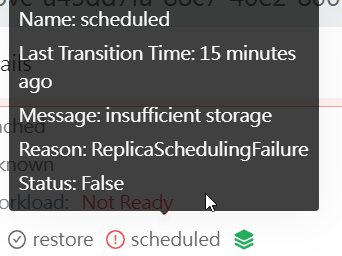 Name: scheduled
Last Transition Time: 15 minutes
ago
ails
Message: insufficient storage
ched
Reason: ReplicaSchedulingFailure
known
Status: False
orkload: Not Ready
restore
scheduled